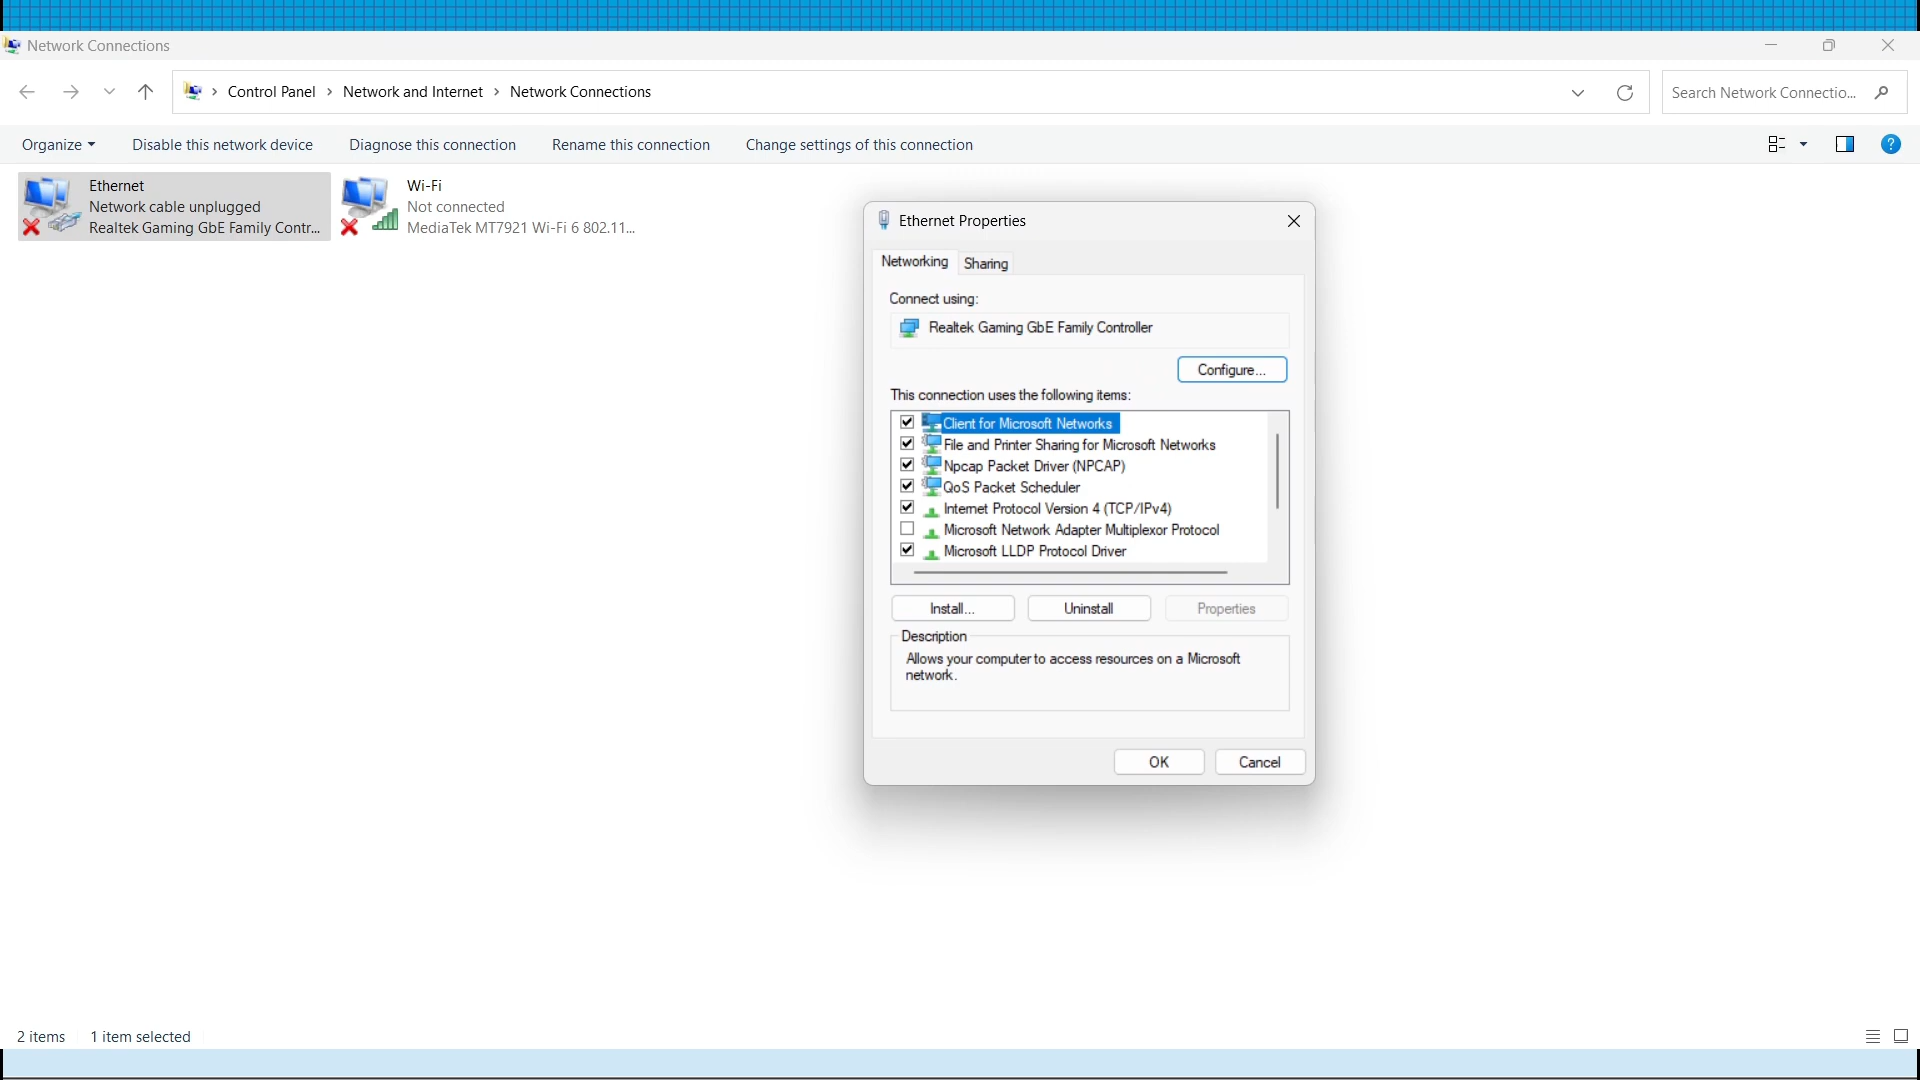 Network Connections
Control Panel > Network and Internet > Network Connections
Search Network Connectio...
Organize
Disable this network device
Diagnose this connection
Rename this connection
Change settings of this connection
Ethernet
Network cable unplugged
Realtek Gaming GbE Family Contr...
Wi-Fi
Not connected
MediaTek MT7921 Wi-Fi 6 802.11...
Ethernet Properties
Networking
Sharing
Connect using:
Realtek Gaming GbE Family Controller
Configure...
This connection uses the following items:
Client for Microsoft Networks
File and Printer Sharing for Microsoft Networks
Npcap Packet Driver (NPCAP)
QoS Packet Scheduler
Internet Protocol Version 4 (TCP/IPv4)
Microsoft Network Adapter Multiplexor Protocol
Microsoft LLDP Protocol Driver
Install...
Uninstall
Properties
Description
Allows your computer to access resources on a Microsoft
network.
OK
Cancel
2 items
1 item selected